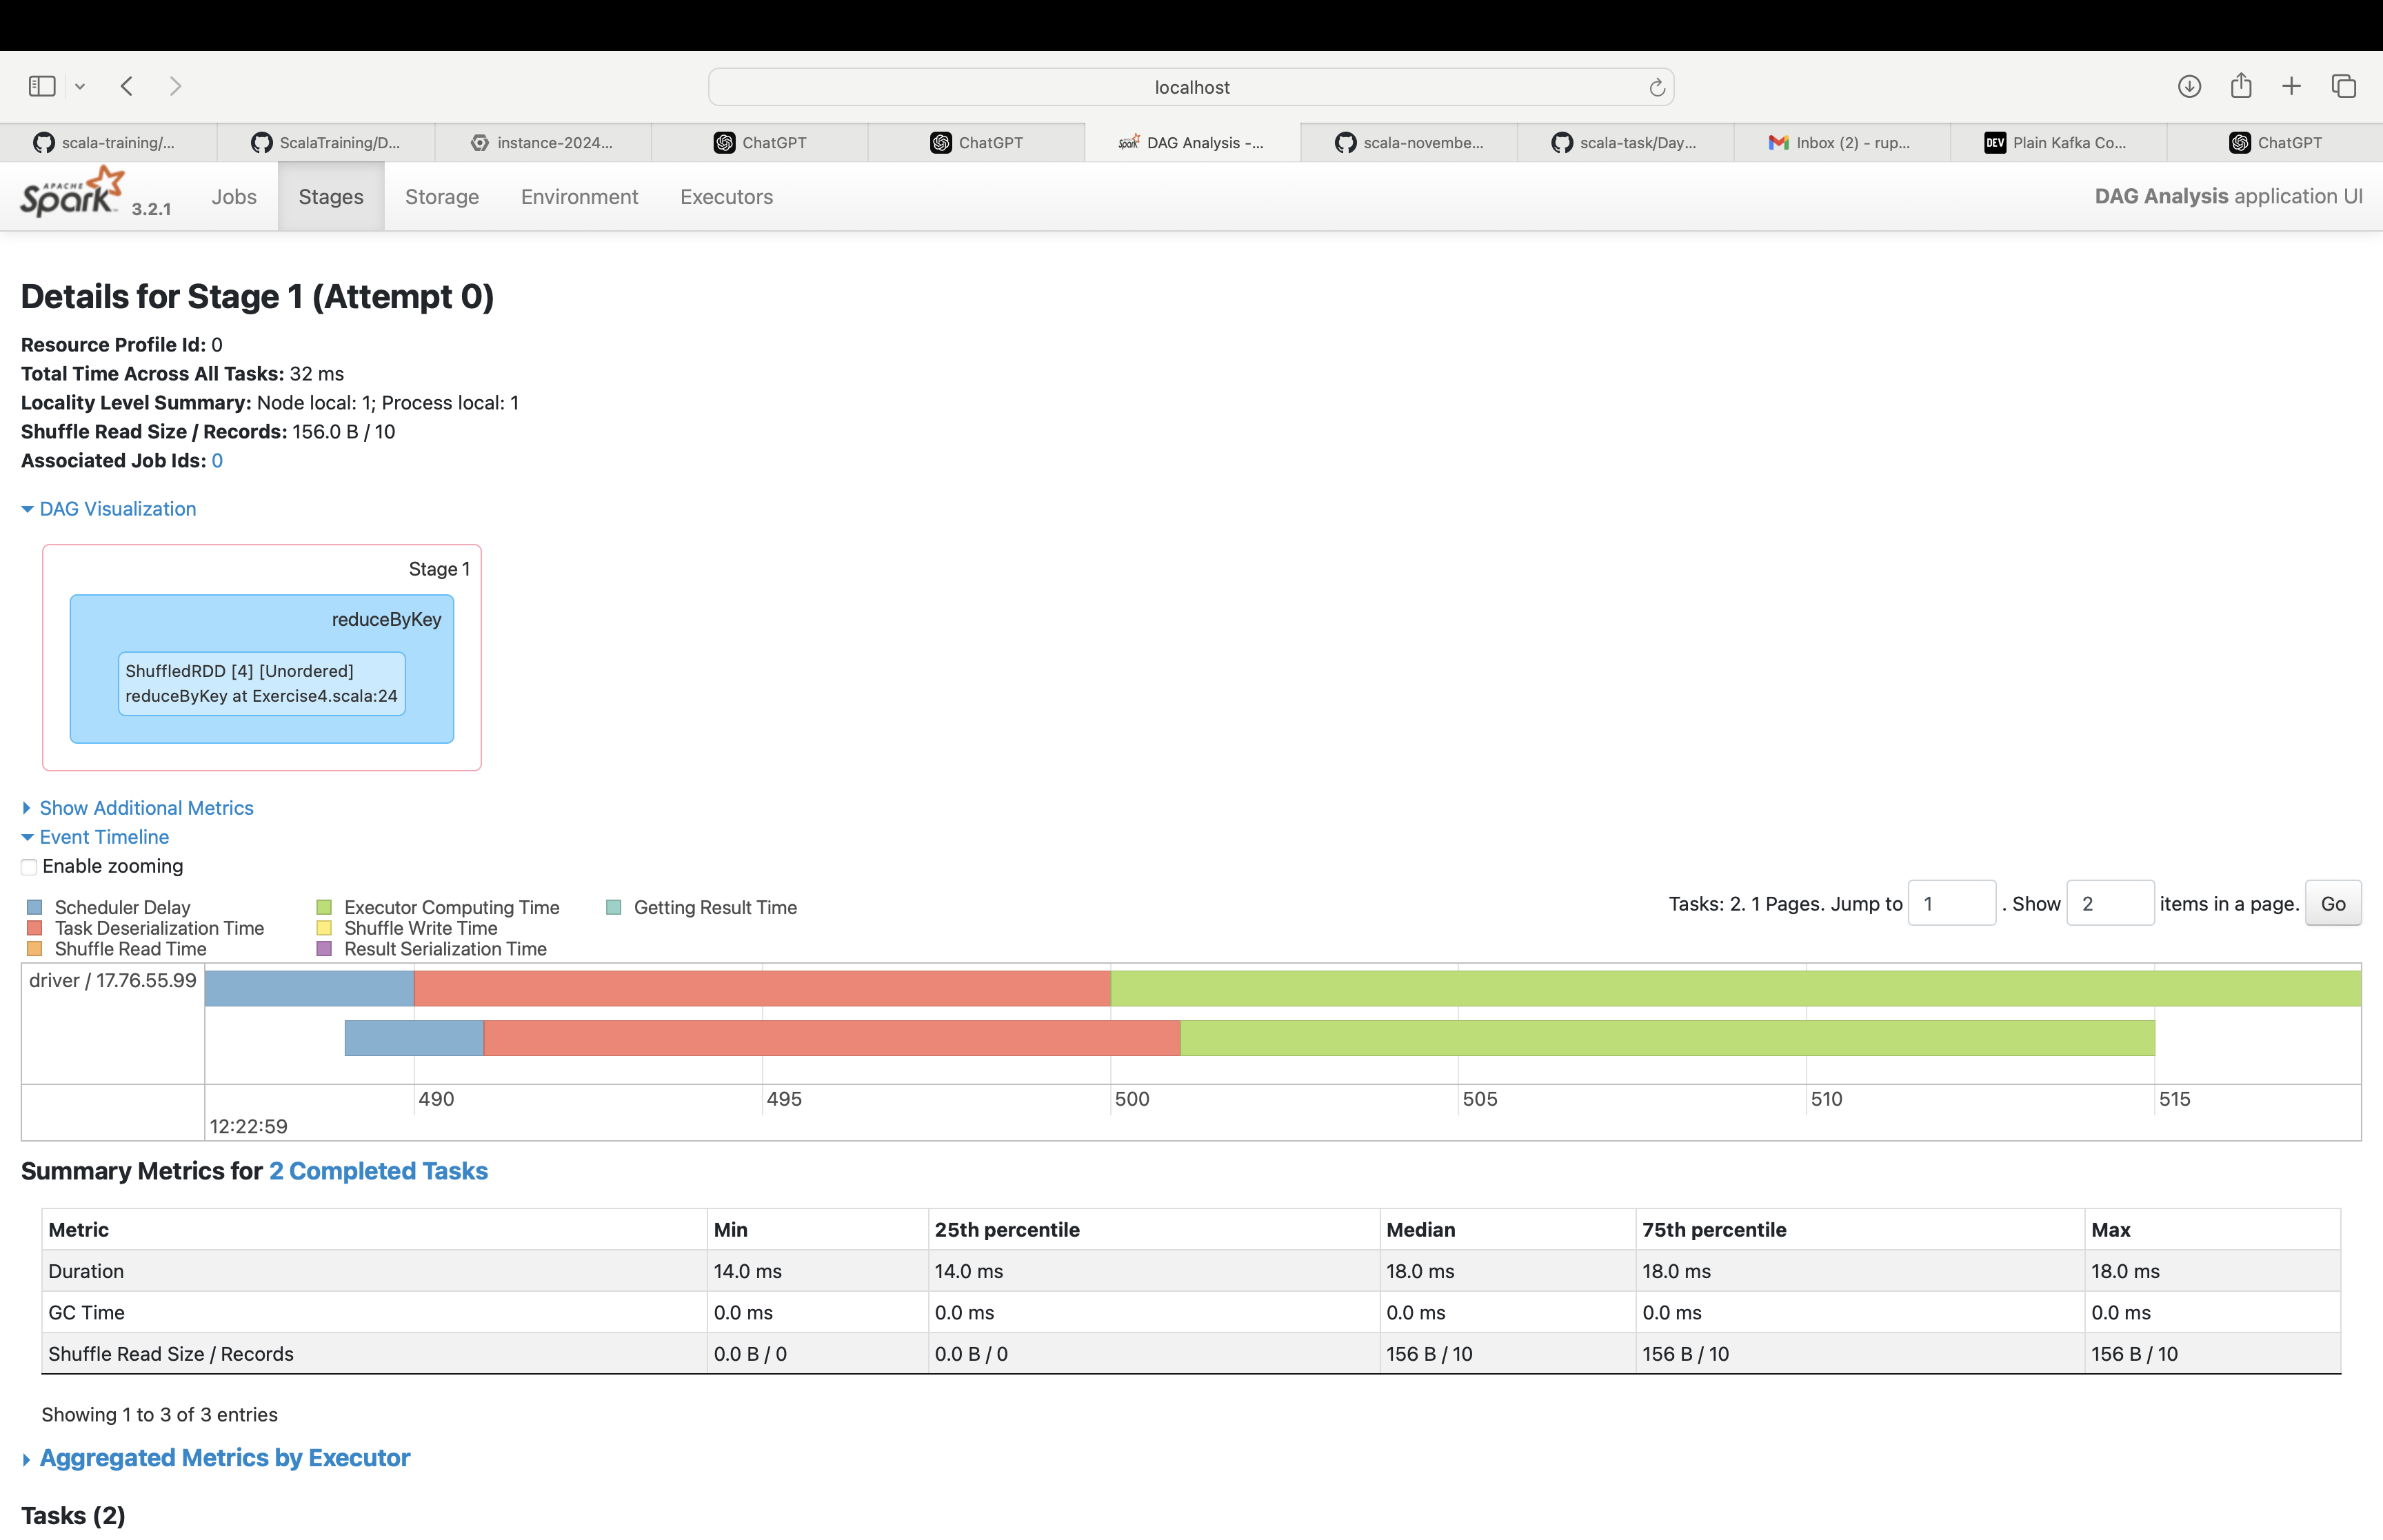 localhost
scala-training/...
ScalaTraining/D...
instance-2024...
ChatGPT
ChatGPT
DAG Analysis -...
scala-novembe...
scala-task/Day...
Inbox (2) - rup...
DEV Plain Kafka Co...
ChatGPT
APACHE Spark 3.2.1
Jobs
Stages
Storage
Environment
Executors
DAG Analysis application UI
Details for Stage 1 (Attempt 0)
Resource Profile Id: 0
Total Time Across All Tasks: 32 ms
Locality Level Summary: Node local: 1; Process local: 1
Shuffle Read Size / Records: 156.0 B / 10
Associated Job Ids: 0
DAG Visualization
Stage 1
reduceByKey
ShuffledRDD [4] [Unordered]
reduceByKey at Exercise4.scala:24
Show Additional Metrics
Event Timeline
Enable zooming
Scheduler Delay
Task Deserialization Time
Shuffle Read Time
Executor Computing Time
Shuffle Write Time
Result Serialization Time
Getting Result Time
Tasks: 2. 1 Pages. Jump to 1 . Show 2 items in a page. Go
driver / 17.76.55.99
490 495 500 505 510 515
12:22:59
Summary Metrics for 2 Completed Tasks
Metric Min 25th percentile Median 75th percentile Max
Duration 14.0 ms 14.0 ms 18.0 ms 18.0 ms 18.0 ms
GC Time 0.0 ms 0.0 ms 0.0 ms 0.0 ms 0.0 ms
Shuffle Read Size / Records 0.0 B / 0 0.0 B / 0 156 B / 10 156 B / 10 156 B / 10
Showing 1 to 3 of 3 entries
Aggregated Metrics by Executor
Tasks (2)